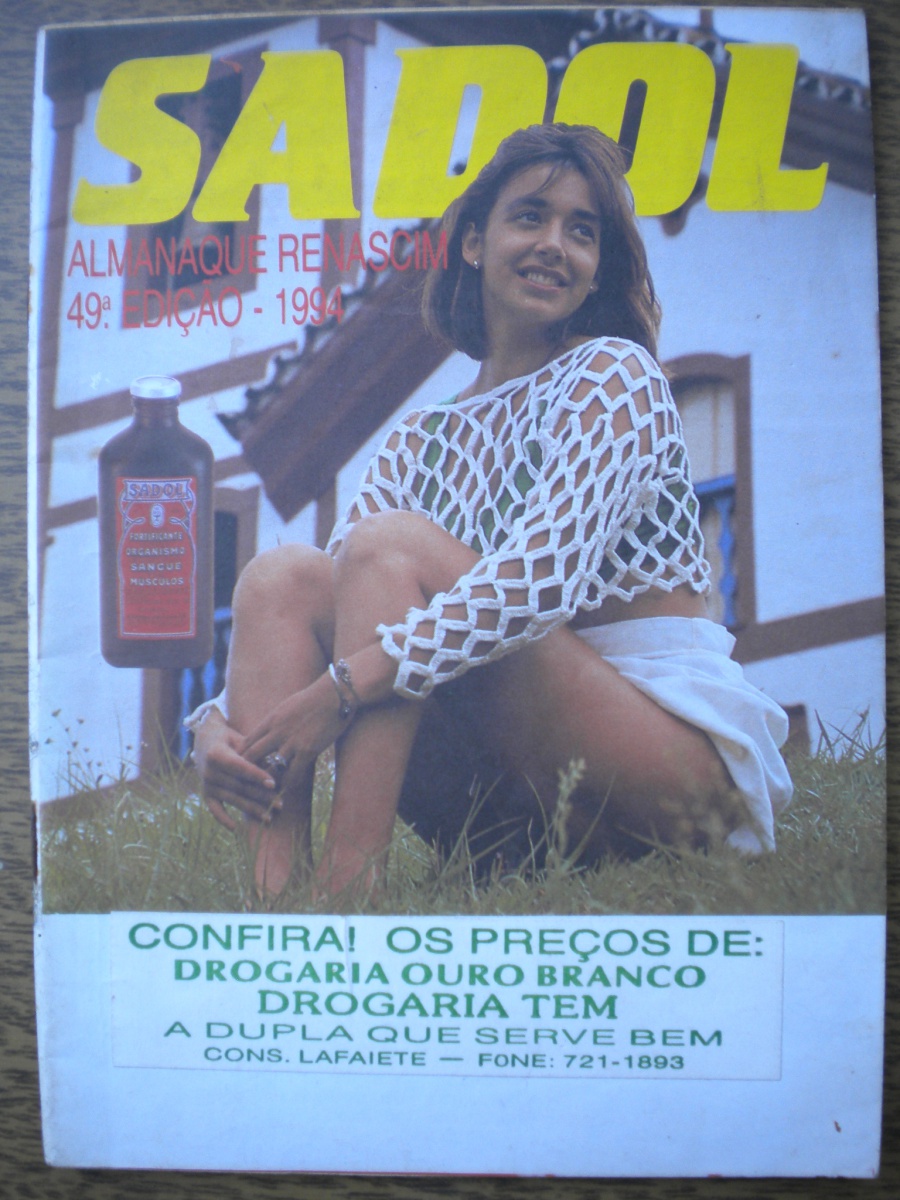 SADOL
ALMANAQUE RENASCIM
49ª EDIÇÃO - 1994
SADOL
FORTIFICANTE
ORGANISMO
SANGUE
MUSCULOS
CONFIRA! OS PREÇOS DE:
DROGARIA OURO BRANCO
DROGARIA TEM
A DUPLA QUE SERVE BEM
CONS. LAFAIETE — FONE: 721-1893